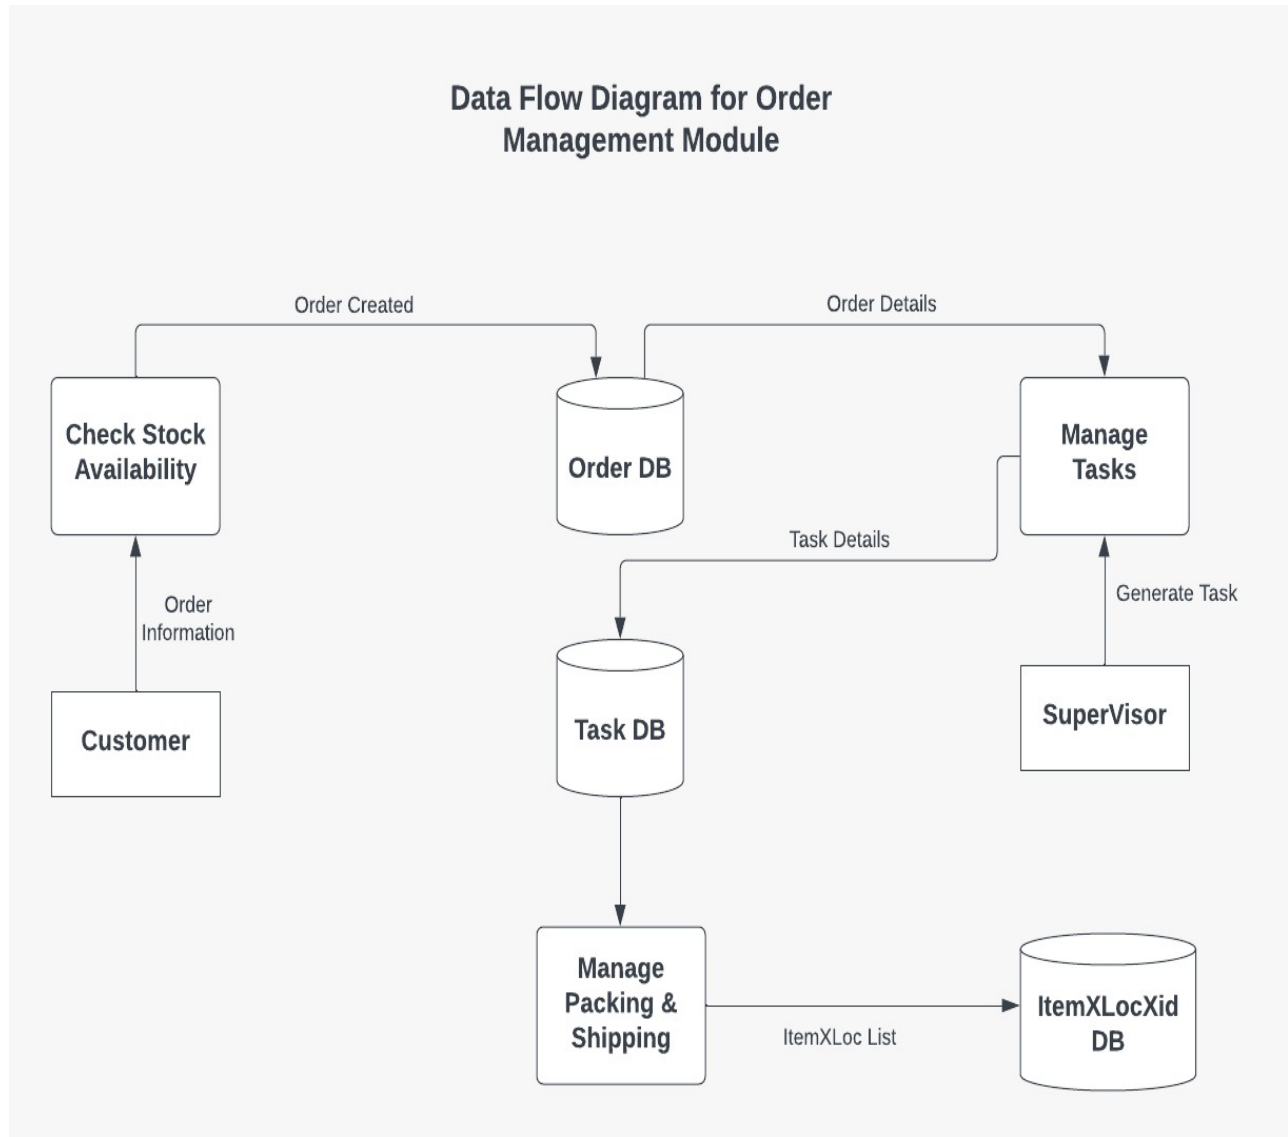 Data Flow Diagram for Order
Management Module
Order Created
Order Details
Check Stock
Availability
Order DB
Manage
Tasks
Task Details
Order
Information
Generate Task
Customer
Task DB
SuperVisor
Manage
Packing &
Shipping
ItemXLoc List
ItemXLocXid
DB